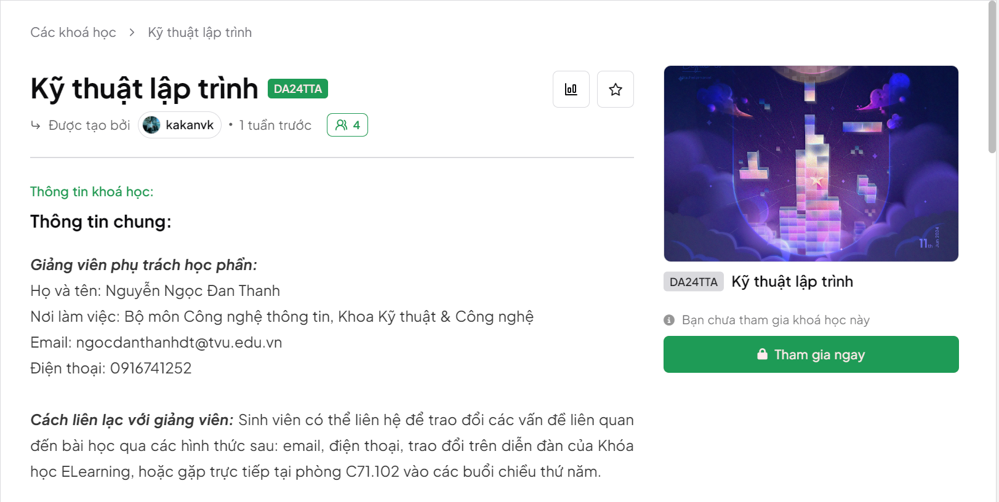 Các khoá học > Kỹ thuật lập trình
Kỹ thuật lập trình DA24TTA
Được tạo bởi kakanvk • 1 tuần trước 4
Thông tin khoá học:
Thông tin chung:
Giảng viên phụ trách học phần:
Họ và tên: Nguyễn Ngọc Đan Thanh
Nơi làm việc: Bộ môn Công nghệ thông tin, Khoa Kỹ thuật & Công nghệ
Email: ngocdanthanhdt@tvu.edu.vn
Điện thoại: 0916741252
Cách liên lạc với giảng viên: Sinh viên có thể liên hệ để trao đổi các vấn đề liên quan
đến bài học qua các hình thức sau: email, điện thoại, trao đổi trên diễn đàn của Khóa
học ELearning, hoặc gặp trực tiếp tại phòng C71.102 vào các buổi chiều thứ năm.
11th Jun 2024
DA24TTA Kỹ thuật lập trình
Bạn chưa tham gia khoá học này
Tham gia ngay